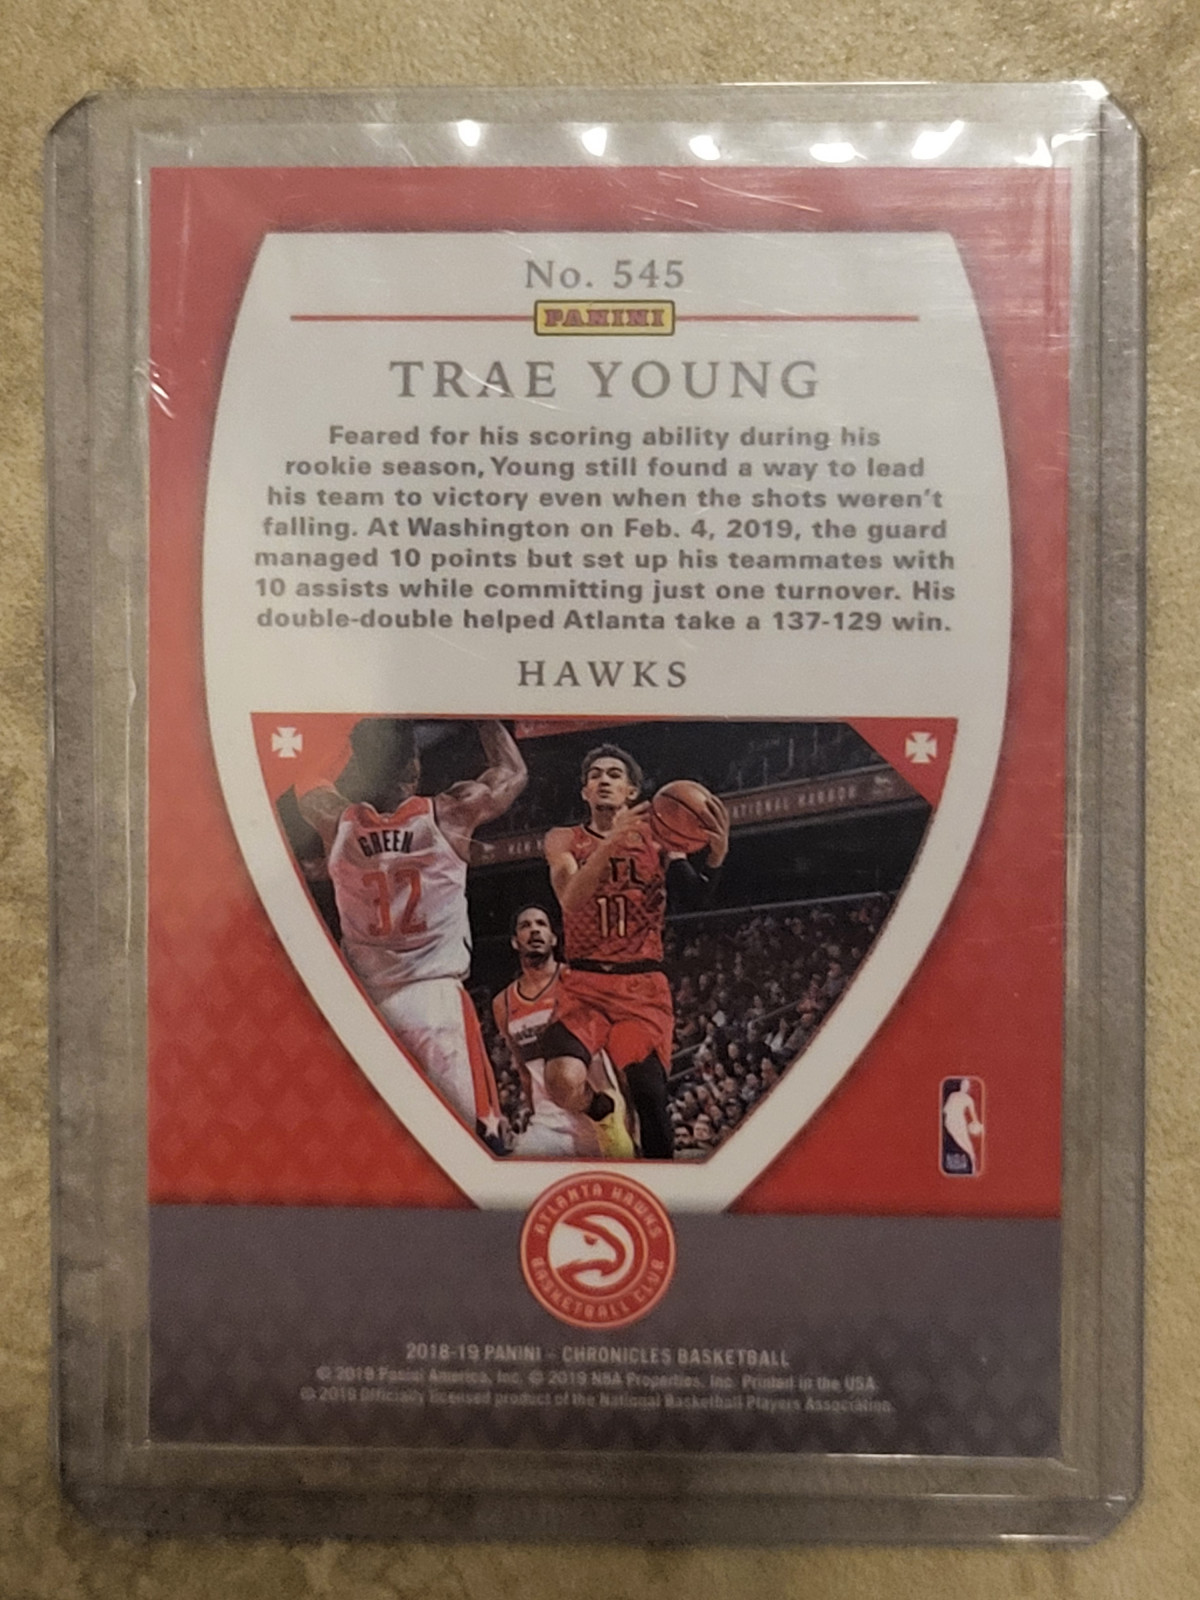 No. 545
PANINI
TRAE YOUNG
Feared for his scoring ability during his
rookie season, Young still found a way to lead
his team to victory even when the shots weren't
falling. At Washington on Feb. 4, 2019, the guard
managed 10 points but set up his teammates with
10 assists while committing just one turnover. His
double-double helped Atlanta take a 137-129 win.
HAWKS
GREEN
32
NATIONAL HARBOR
TL
11
NBA
ATLANTA HAWKS
BASKETBALL CLUB
2018-19 PANINI - CHRONICLES BASKETBALL
© 2019 Panini America, Inc. © 2019 NBA Properties, Inc. Printed in the USA.
© 2019 Officially licensed product of the National Basketball Players Association.